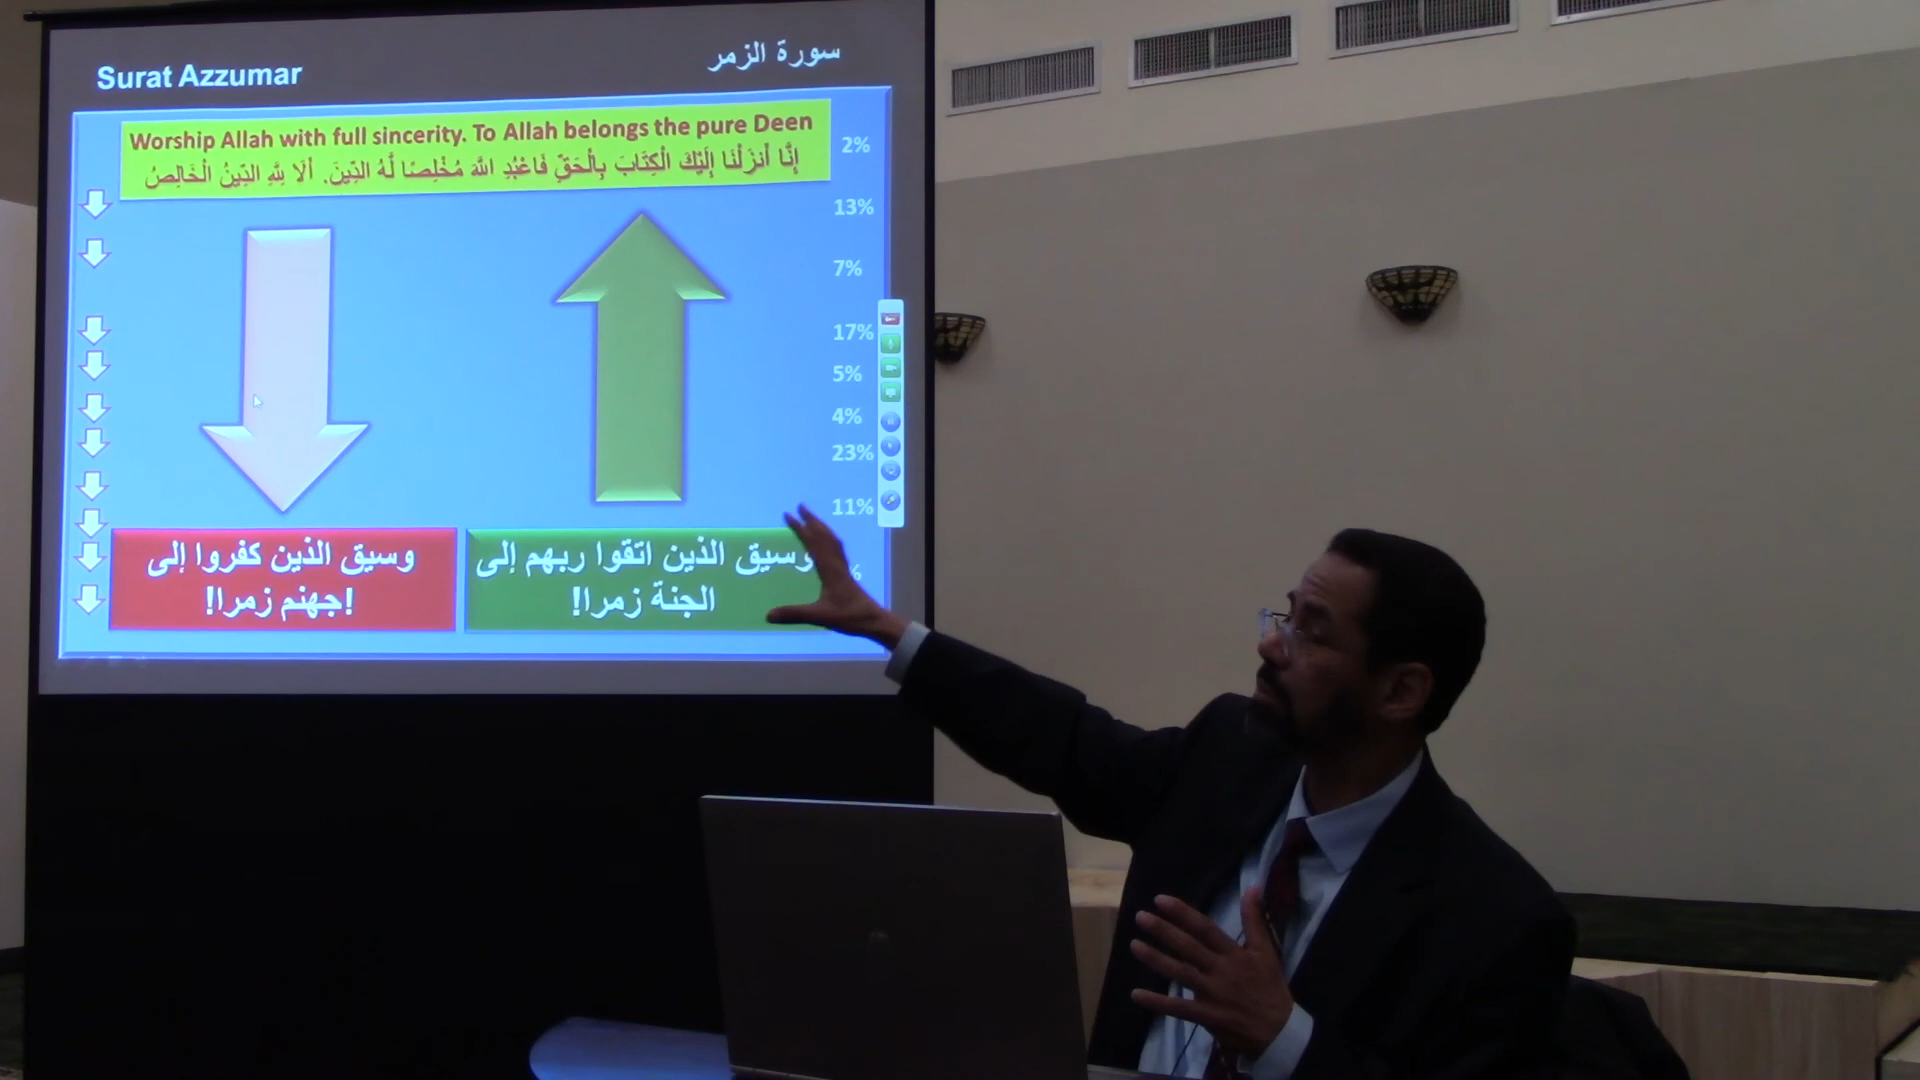 Surat Azzumar
سورة الزمر
Worship Allah with full sincerity. To Allah belongs the pure Deen
إِنَّا أَنزَلْنَا إِلَيْكَ الْكِتَابَ بِالْحَقِّ فَاعْبُدِ اللَّهَ مُخْلِصًا لَّهُ الدِّينَ. أَلَا لِلَّهِ الدِّينُ الْخَالِصُ
2%
13%
7%
17%
5%
4%
23%
11%
%
وسيق الذين كفروا إلى
!جهنم زمرا!
وسيق الذين اتقوا ربهم إلى
الجنة زمرا!